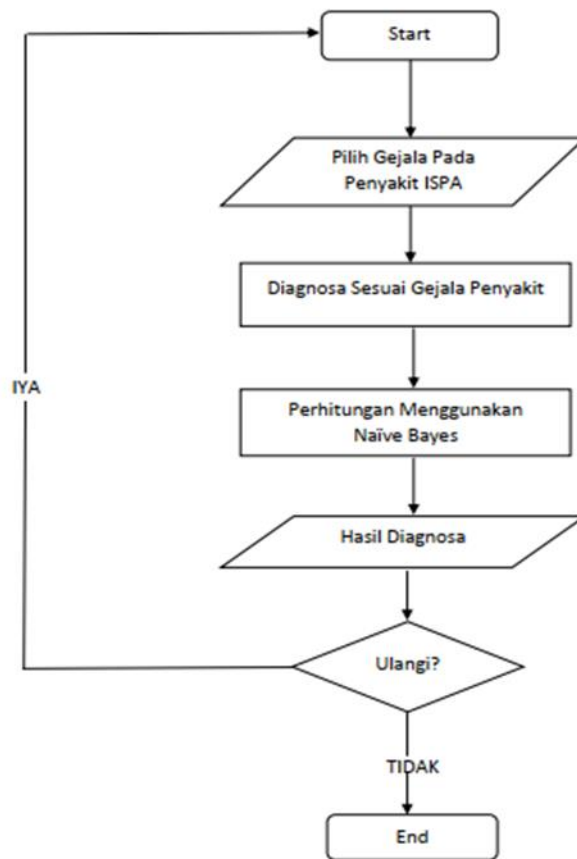 Start
Pilih Gejala Pada
Penyakit ISPA
Diagnosa Sesuai Gejala Penyakit
IYA
Perhitungan Menggunakan
Naïve Bayes
Hasil Diagnosa
Ulangi?
TIDAK
End